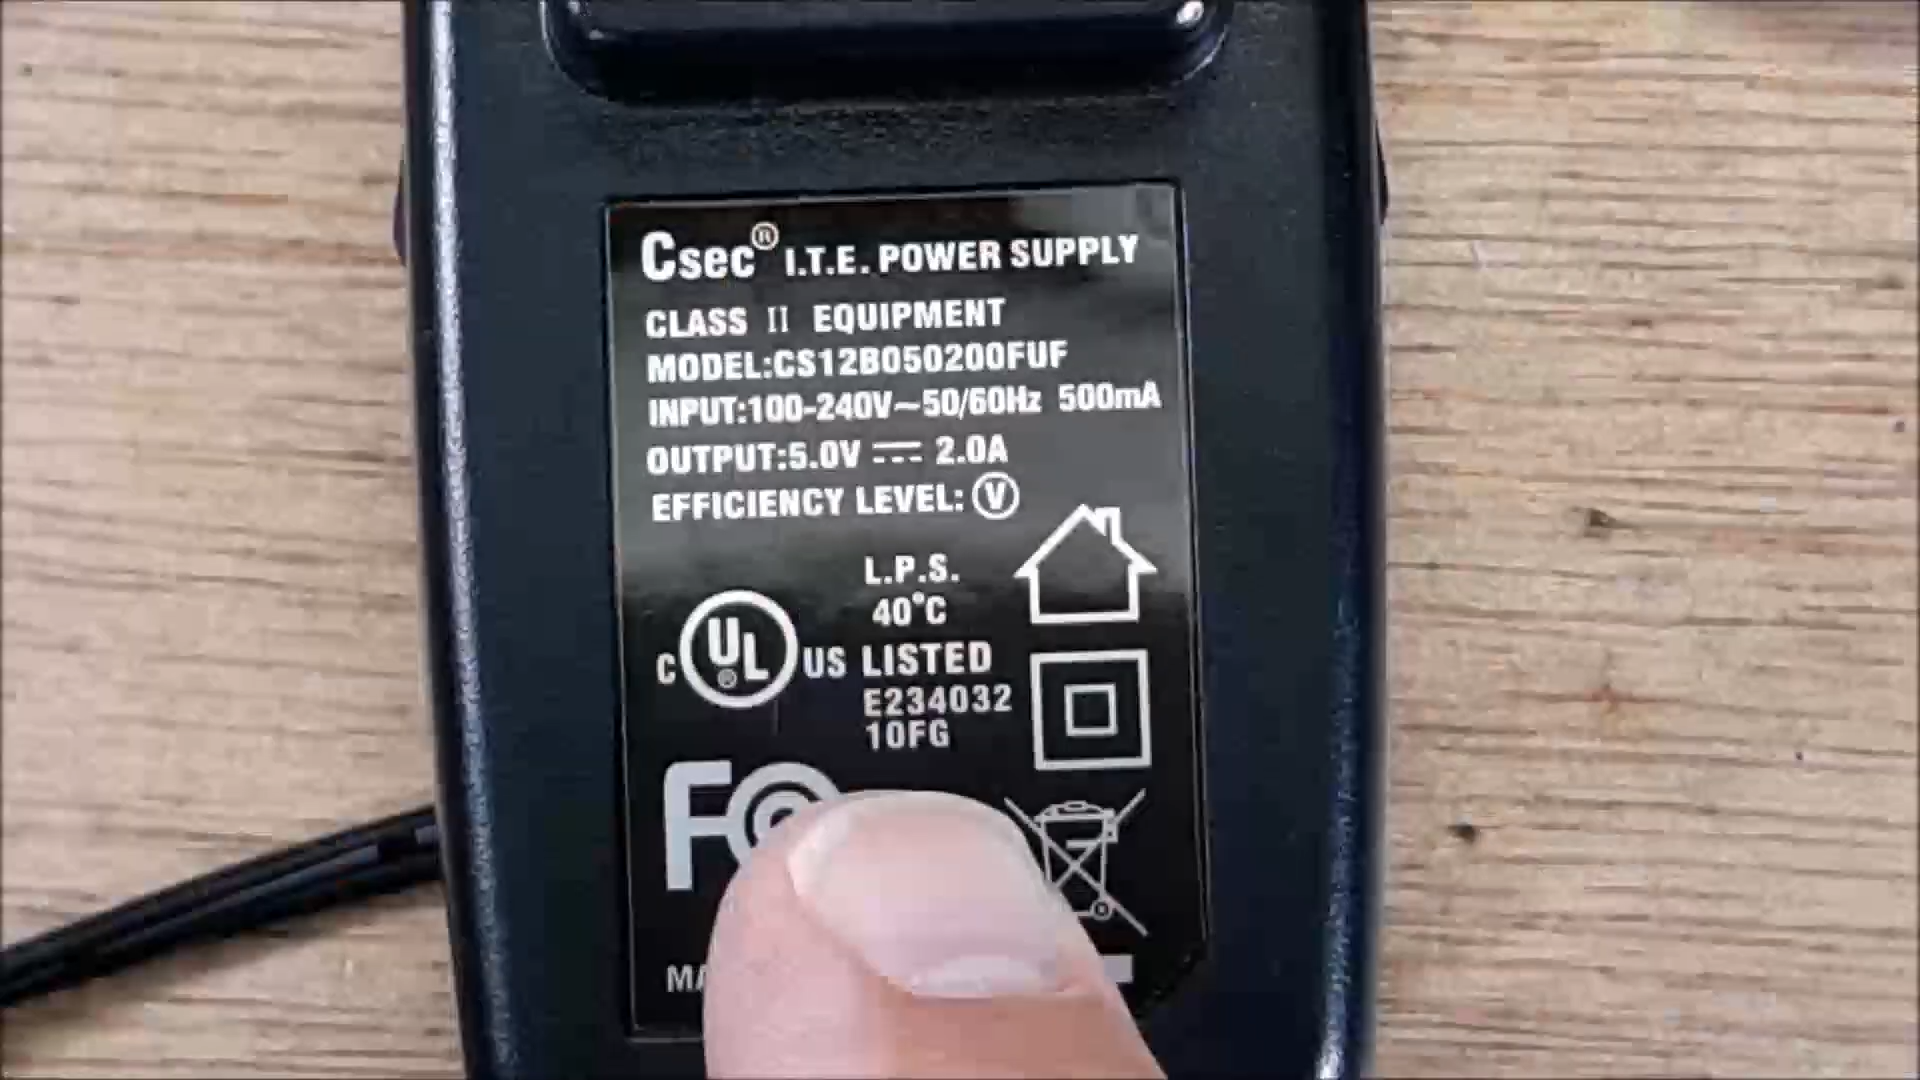 Csec® I.T.E. POWER SUPPLY
CLASS II EQUIPMENT
MODEL:CS12B050200FUF
INPUT:100-240V~50/60Hz 500mA
OUTPUT:5.0V ⎓ 2.0A
EFFICIENCY LEVEL: Ⓥ
L.P.S.
40°C
C UL® US LISTED
E234032
10FG